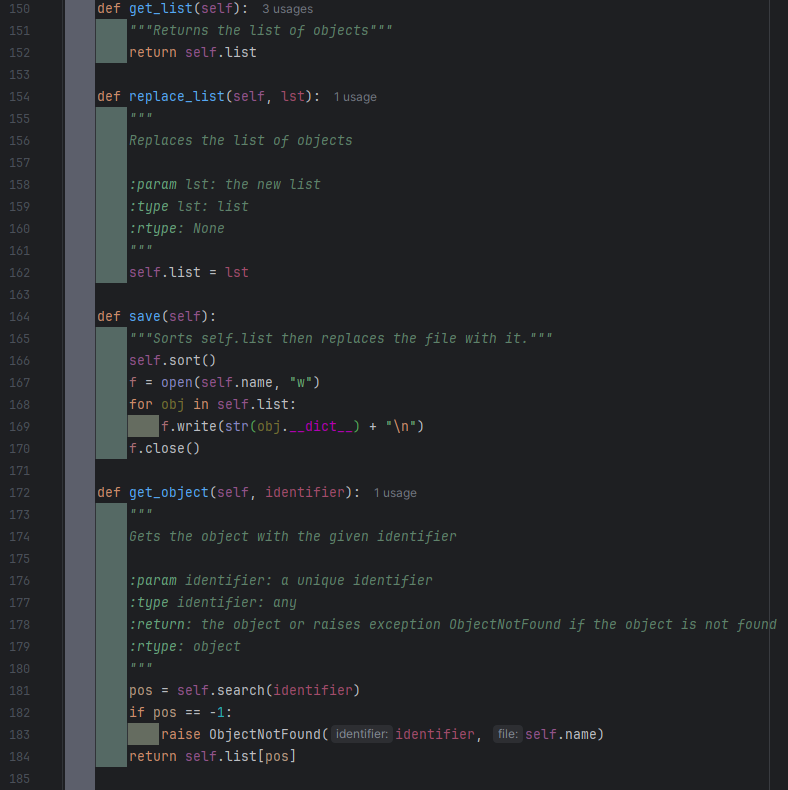 150 def get_list(self): 3 usages
151 """Returns the list of objects"""
152 return self.list
153
154 def replace_list(self, lst): 1 usage
155 """
156 Replaces the list of objects
157
158 :param lst: the new list
159 :type lst: list
160 :rtype: None
161 """
162 self.list = lst
163
164 def save(self):
165 """Sorts self.list then replaces the file with it."""
166 self.sort()
167 f = open(self.name, "w")
168 for obj in self.list:
169 f.write(str(obj.__dict__) + "\n")
170 f.close()
171
172 def get_object(self, identifier): 1 usage
173 """
174 Gets the object with the given identifier
175
176 :param identifier: a unique identifier
177 :type identifier: any
178 :return: the object or raises exception ObjectNotFound if the object is not found
179 :rtype: object
180 """
181 pos = self.search(identifier)
182 if pos == -1:
183 raise ObjectNotFound( identifier: identifier, file: self.name)
184 return self.list[pos]
185